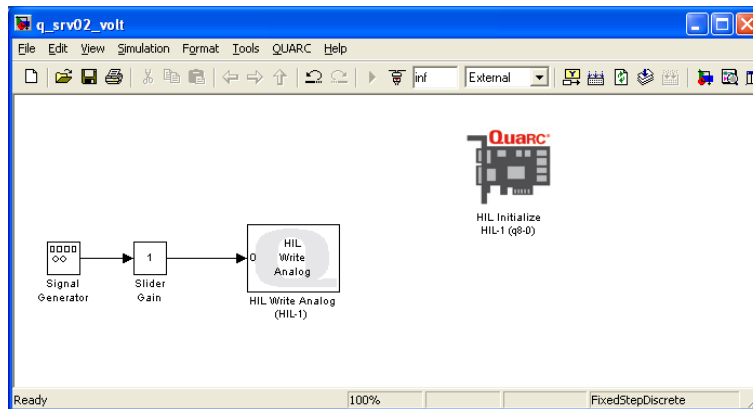 q_srv02_volt
File Edit View Simulation Format Tools QUARC Help
inf External
QUARC
HIL Initialize
HIL-1 (q8-0)
HIL
0 Write
Analog
1
Signal
Generator
Slider
Gain
HIL Write Analog
(HIL-1)
Ready 100% FixedStepDiscrete